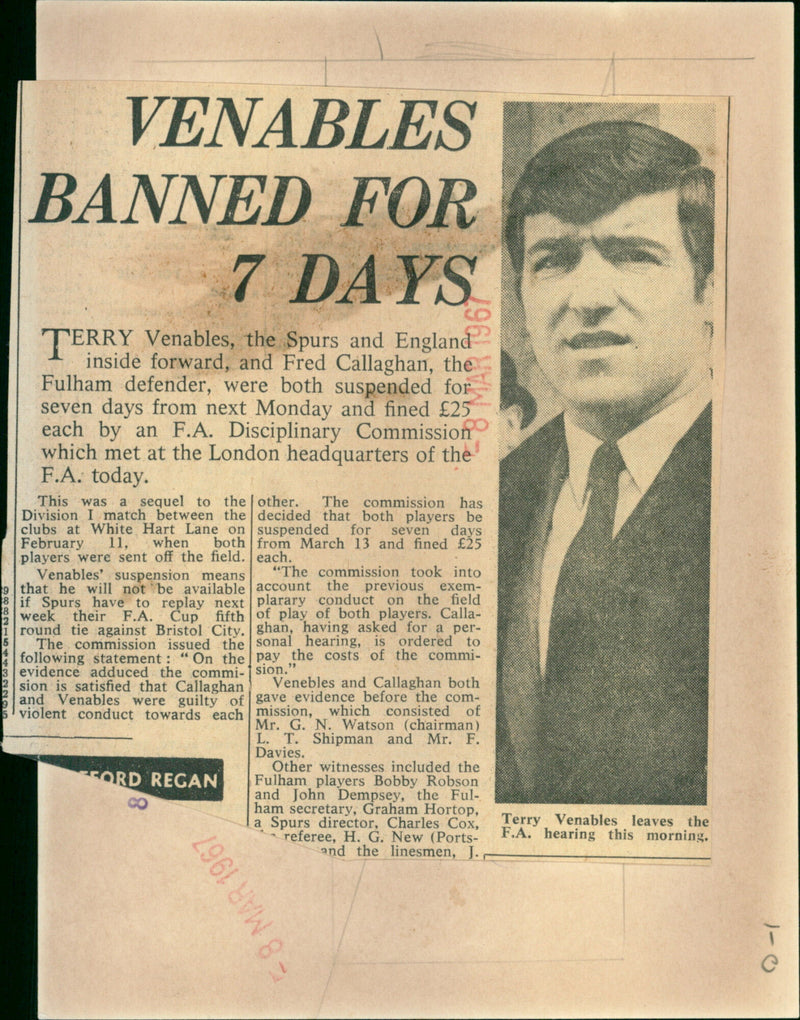 VENABLES
BANNED FOR
7 DAYS
TERRY Venables, the Spurs and England
inside forward, and Fred Callaghan, the
Fulham defender, were both suspended for
seven days from next Monday and fined £25
each by an F.A. Disciplinary Commission
which met at the London headquarters of the
F.A. today.
This was a sequel to the
Division I match between the
clubs at White Hart Lane on
February 11, when both
players were sent off the field.
Venables' suspension means
that he will not be available
if Spurs have to replay next
week their F.A. Cup fifth
round tie against Bristol City.
The commission issued the
following statement: "On the
evidence adduced the commi-
sion is satisfied that Callaghan
and Venables were guilty of
violent conduct towards each
other. The commission has
decided that both players be
suspended for seven days
from March 13 and fined £25
each.
"The commission took into
account the previous exem-
plarary conduct on the field
of play of both players. Calla-
ghan, having asked for a per-
sonal hearing, is ordered to
pay the costs of the commi-
sion."
Venebles and Callaghan both
gave evidence before the com-
mission, which consisted of
Mr. G. N. Watson (chairman)
L. T. Shipman and Mr. F.
Davies.
Other witnesses included the
Fulham players Bobby Robson
and John Dempsey, the Ful-
ham secretary, Graham Hortop,
a Spurs director, Charles Cox,
referee, H. G. New (Ports-
and the linesmen, J.
Terry Venables leaves the
F.A. hearing this morning.
FORD REGAN
8
-8 MAR 1967
-8 MAR 1967